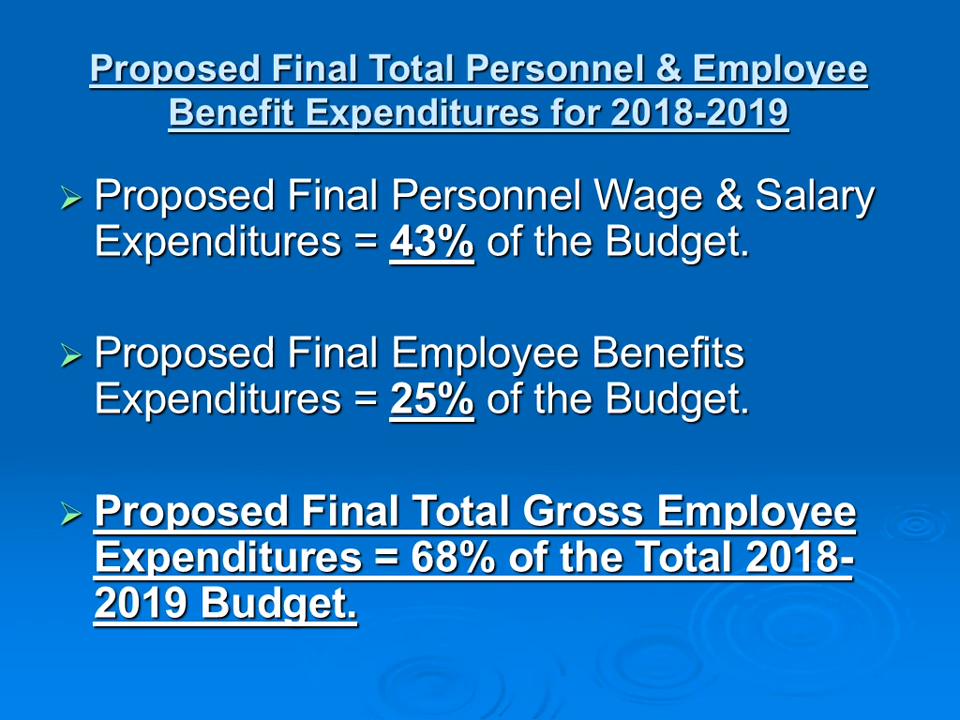 Proposed Final Total Personnel & Employee
Benefit Expenditures for 2018-2019
Proposed Final Personnel Wage & Salary
Expenditures = 43% of the Budget.
Proposed Final Employee Benefits
Expenditures = 25% of the Budget.
Proposed Final Total Gross Employee
Expenditures = 68% of the Total 2018-
2019 Budget.